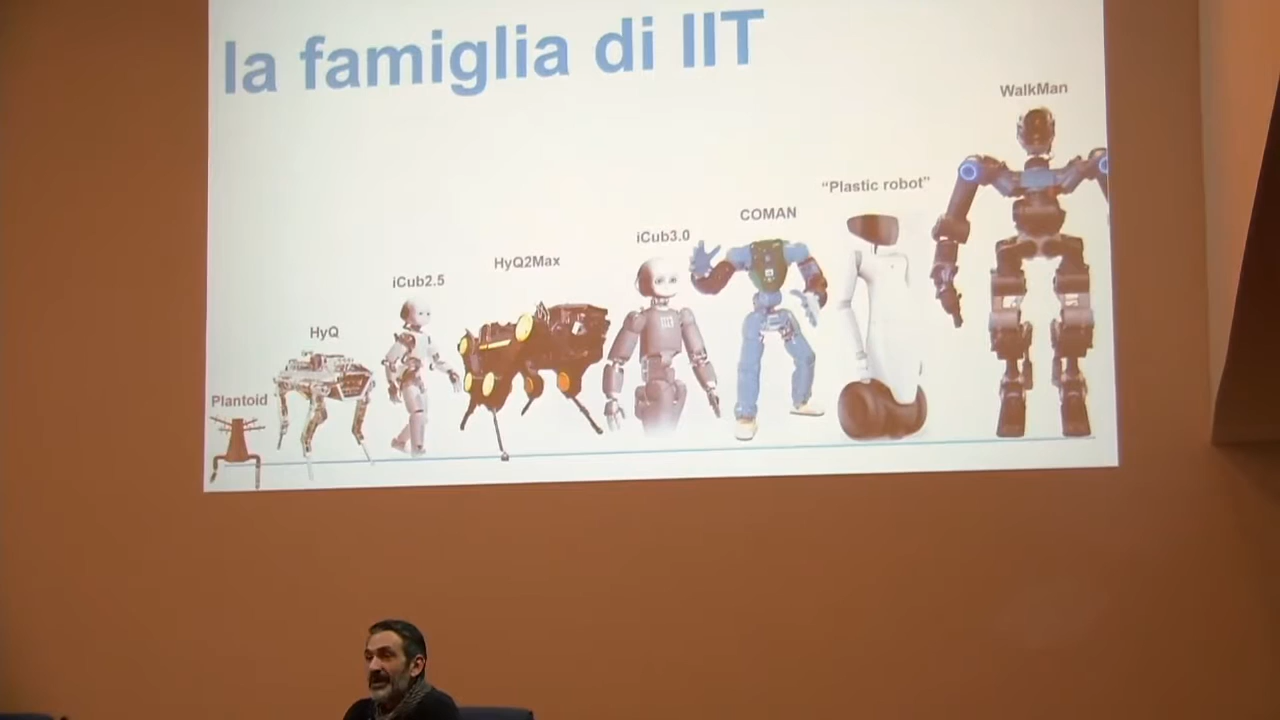 la famiglia di IIT
WalkMan
"Plastic robot"
COMAN
iCub3.0
HyQ2Max
iCub2.5
HyQ
Plantoid